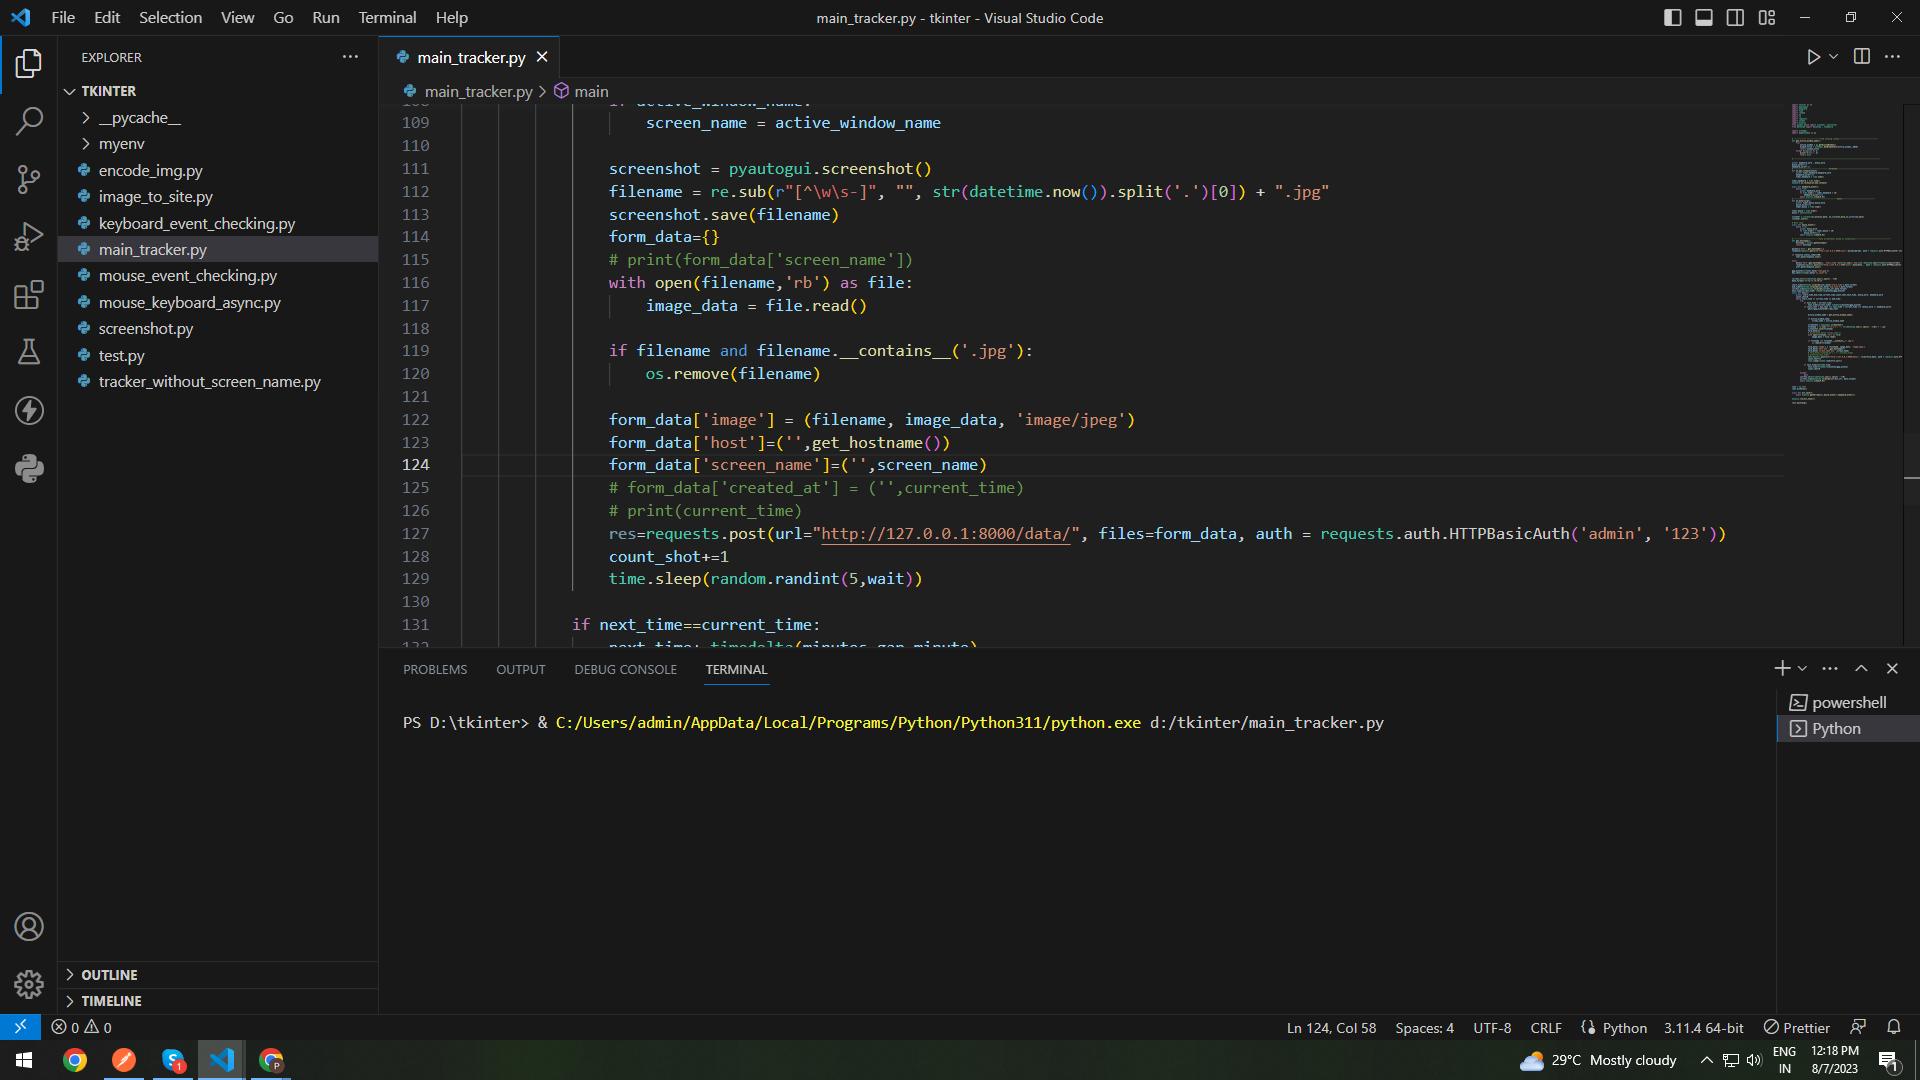 File Edit Selection View Go Run Terminal Help
main_tracker.py - tkinter - Visual Studio Code
EXPLORER
TKINTER
__pycache__
myenv
encode_img.py
image_to_site.py
keyboard_event_checking.py
main_tracker.py
mouse_event_checking.py
mouse_keyboard_async.py
screenshot.py
test.py
tracker_without_screen_name.py
OUTLINE
TIMELINE
main_tracker.py
main_tracker.py > main
109 screen_name = active_window_name
110
111 screenshot = pyautogui.screenshot()
112 filename = re.sub(r"[^\w\s-]", "", str(datetime.now()).split('.')[0]) + ".jpg"
113 screenshot.save(filename)
114 form_data={}
115 # print(form_data['screen_name'])
116 with open(filename,'rb') as file:
117 image_data = file.read()
118
119 if filename and filename.__contains__('.jpg'):
120 os.remove(filename)
121
122 form_data['image'] = (filename, image_data, 'image/jpeg')
123 form_data['host']=('',get_hostname())
124 form_data['screen_name']=('',screen_name)
125 # form_data['created_at'] = ('',current_time)
126 # print(current_time)
127 res=requests.post(url="http://127.0.0.1:8000/data/", files=form_data, auth = requests.auth.HTTPBasicAuth('admin', '123'))
128 count_shot+=1
129 time.sleep(random.randint(5,wait))
130
131 if next_time==current_time:
PROBLEMS OUTPUT DEBUG CONSOLE TERMINAL
PS D:\tkinter> & C:/Users/admin/AppData/Local/Programs/Python/Python311/python.exe d:/tkinter/main_tracker.py
powershell
Python
0 0
Ln 124, Col 58 Spaces: 4 UTF-8 CRLF Python 3.11.4 64-bit Prettier
29°C Mostly cloudy
ENG
IN
12:18 PM
8/7/2023
1